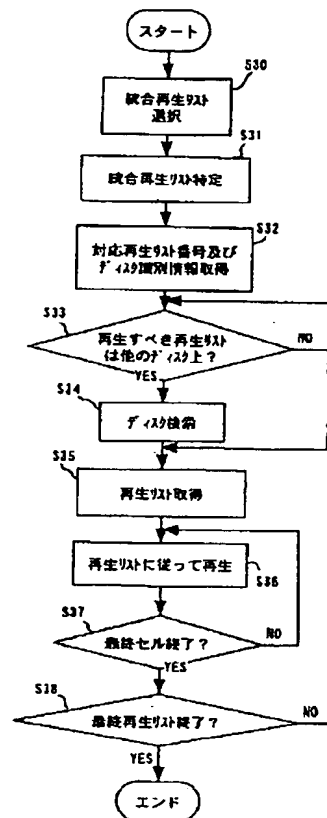 スタート
S30
統合再生リスト
選択
S31
統合再生リスト特定
S32
対応再生リスト番号及び
ディスク識別情報取得
S33
再生すべき再生リスト
は他のディスク上?
NO
YES
S34
ディスク検索
S35
再生リスト取得
再生リストに従って再生
S36
S37
最終セル終了?
NO
YES
S38
最終再生リスト終了?
NO
YES
エンド